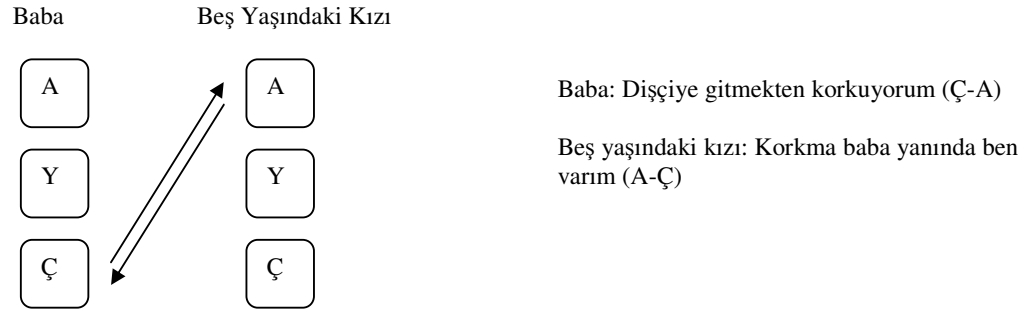 Baba Beş Yaşındaki Kızı
A A
Baba: Dişçiye gitmekten korkuyorum (Ç-A)
Beş yaşındaki kızı: Korkma baba yanında ben
varım (A-Ç)
Y Y
Ç Ç